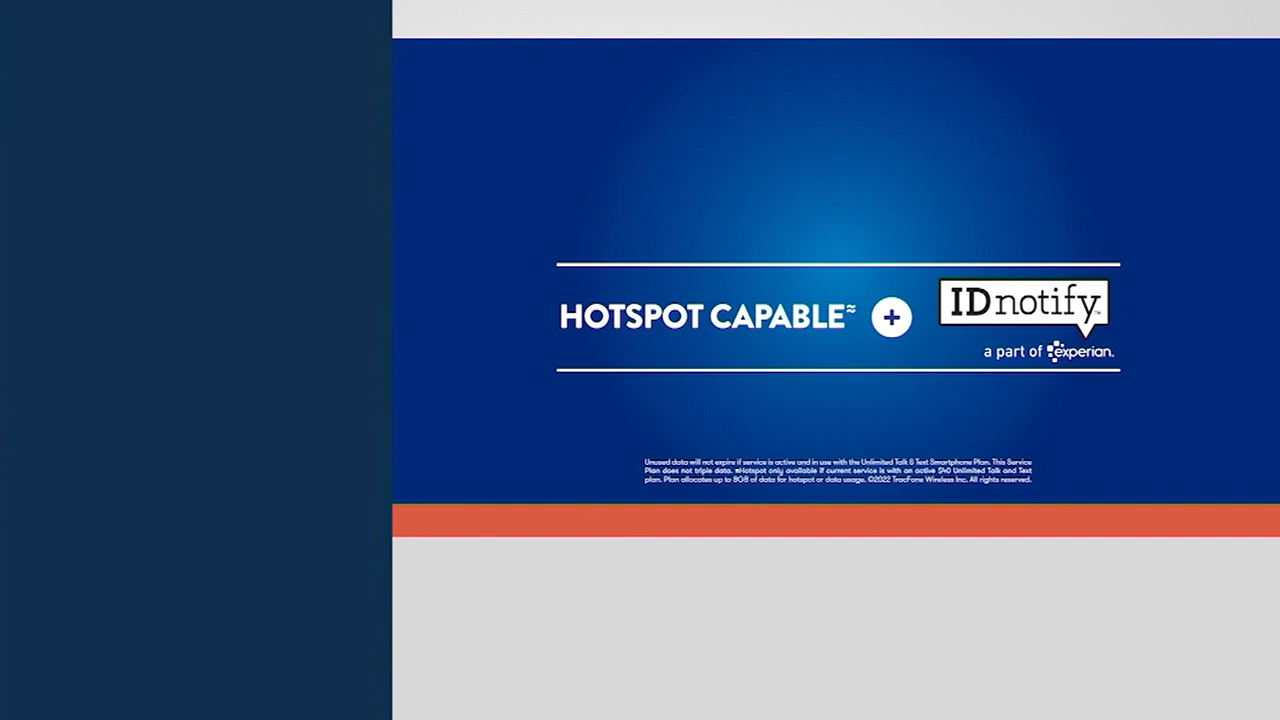 HOTSPOT CAPABLE≈ + IDnotify™
a part of experian.
Unused data will not expire if service is active and in use with the Unlimited Talk & Text Smartphone Plan. This Service
Plan does not triple data. ≈Hotspot only available if current service is with an active $40 Unlimited Talk and Text
plan. Plan allocates up to 8GB of data for hotspot or data usage. ©2022 TracFone Wireless Inc. All rights reserved.